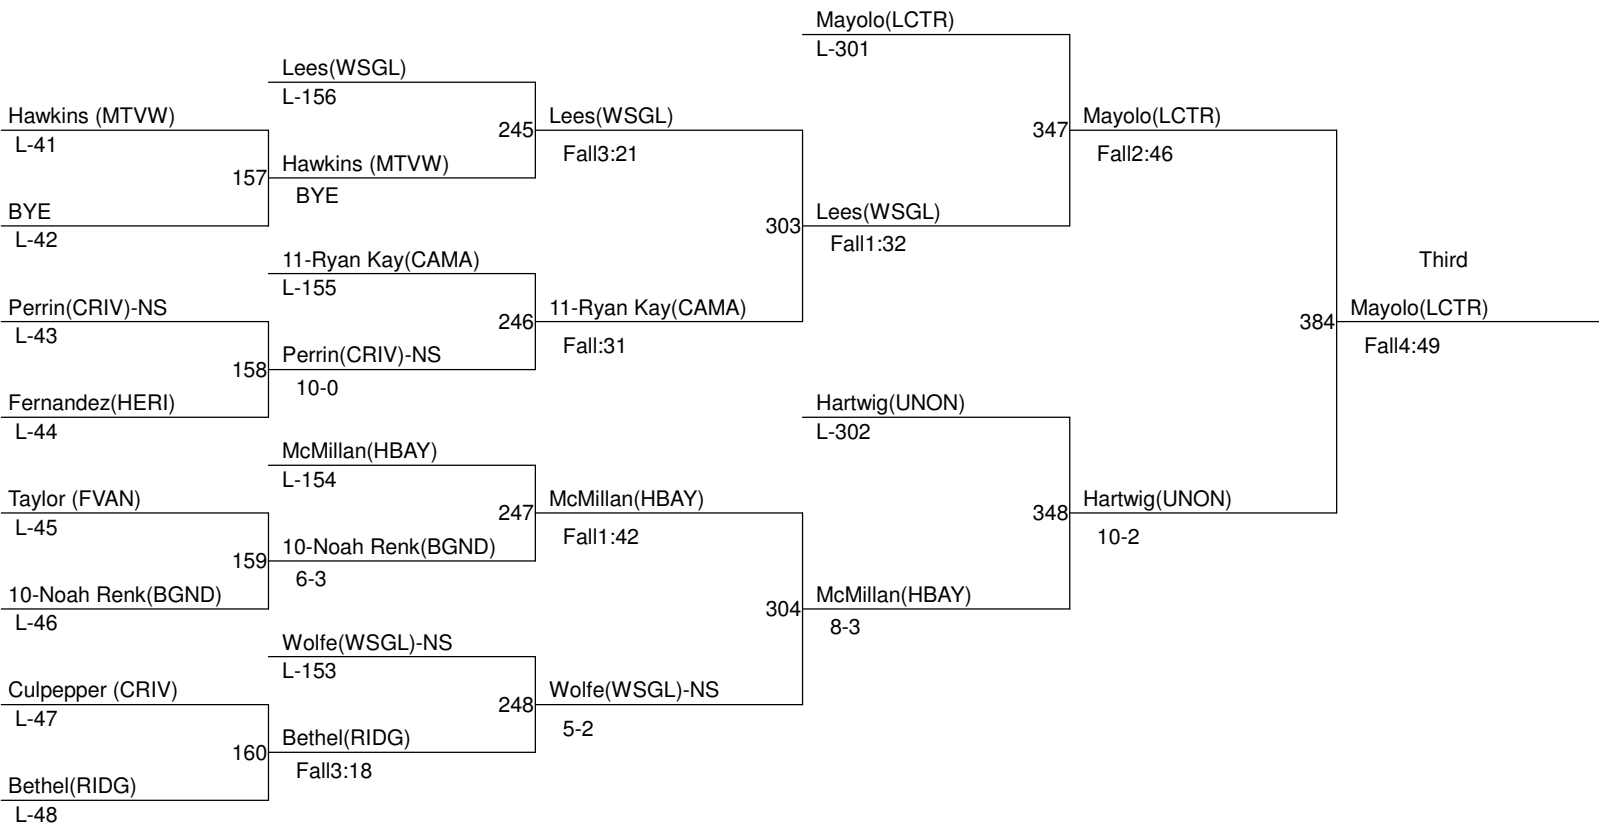 Mayolo(LCTR)
L-301
Lees(WSGL)
L-156
Hawkins (MTVW)
L-41
245
Lees(WSGL)
Fall3:21
347
Mayolo(LCTR)
Fall2:46
157
Hawkins (MTVW)
BYE
BYE
L-42
303
Lees(WSGL)
Fall1:32
11-Ryan Kay(CAMA)
L-155
Third
Perrin(CRIV)-NS
L-43
246
11-Ryan Kay(CAMA)
Fall:31
384
Mayolo(LCTR)
Fall4:49
158
Perrin(CRIV)-NS
10-0
Fernandez(HERI)
L-44
Hartwig(UNON)
L-302
McMillan(HBAY)
L-154
Taylor (FVAN)
L-45
247
McMillan(HBAY)
Fall1:42
348
Hartwig(UNON)
10-2
159
10-Noah Renk(BGND)
6-3
10-Noah Renk(BGND)
L-46
304
McMillan(HBAY)
8-3
Wolfe(WSGL)-NS
L-153
Culpepper (CRIV)
L-47
248
Wolfe(WSGL)-NS
5-2
160
Bethel(RIDG)
Fall3:18
Bethel(RIDG)
L-48